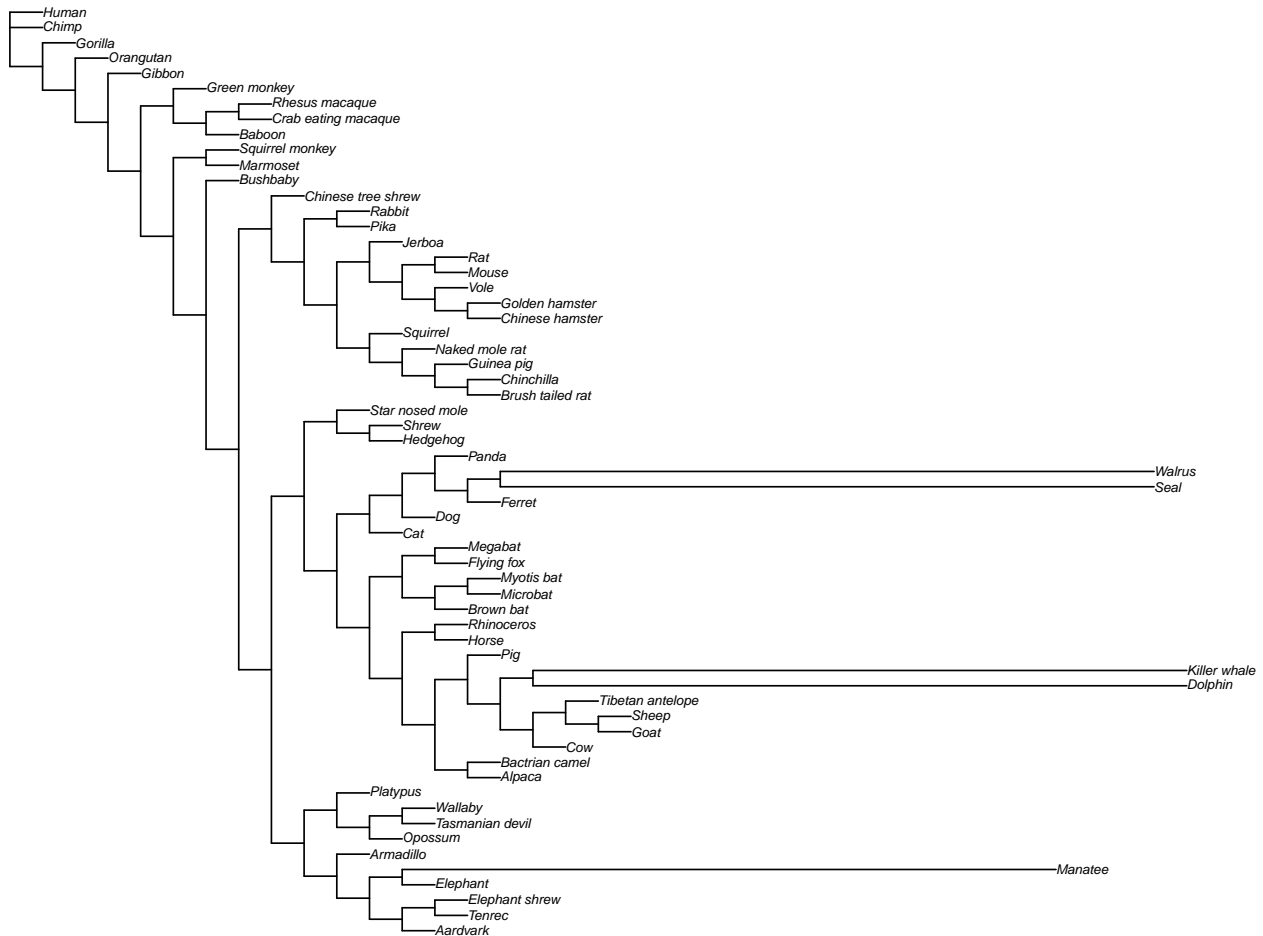 Human
Chimp
Gorilla
Orangutan
Gibbon
Green monkey
Rhesus macaque
Crab eating macaque
Baboon
Squirrel monkey
Marmoset
Bushbaby
Chinese tree shrew
Rabbit
Pika
Jerboa
Rat
Mouse
Vole
Golden hamster
Chinese hamster
Squirrel
Naked mole rat
Guinea pig
Chinchilla
Brush tailed rat
Star nosed mole
Shrew
Hedgehog
Panda
Walrus
Seal
Ferret
Dog
Cat
Megabat
Flying fox
Myotis bat
Microbat
Brown bat
Rhinoceros
Horse
Pig
Killer whale
Dolphin
Tibetan antelope
Sheep
Goat
Cow
Bactrian camel
Alpaca
Platypus
Wallaby
Tasmanian devil
Opossum
Armadillo
Manatee
Elephant
Elephant shrew
Tenrec
Aardvark